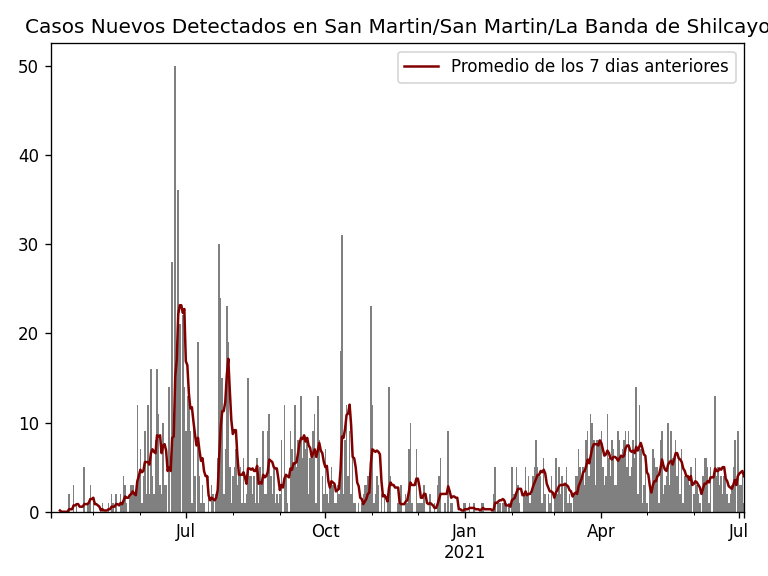 Casos Nuevos Detectados en San Martin/San Martin/La Banda de Shilcayo
Promedio de los 7 dias anteriores
50
40
30
20
10
0
Jul Oct Jan Apr Jul
2021